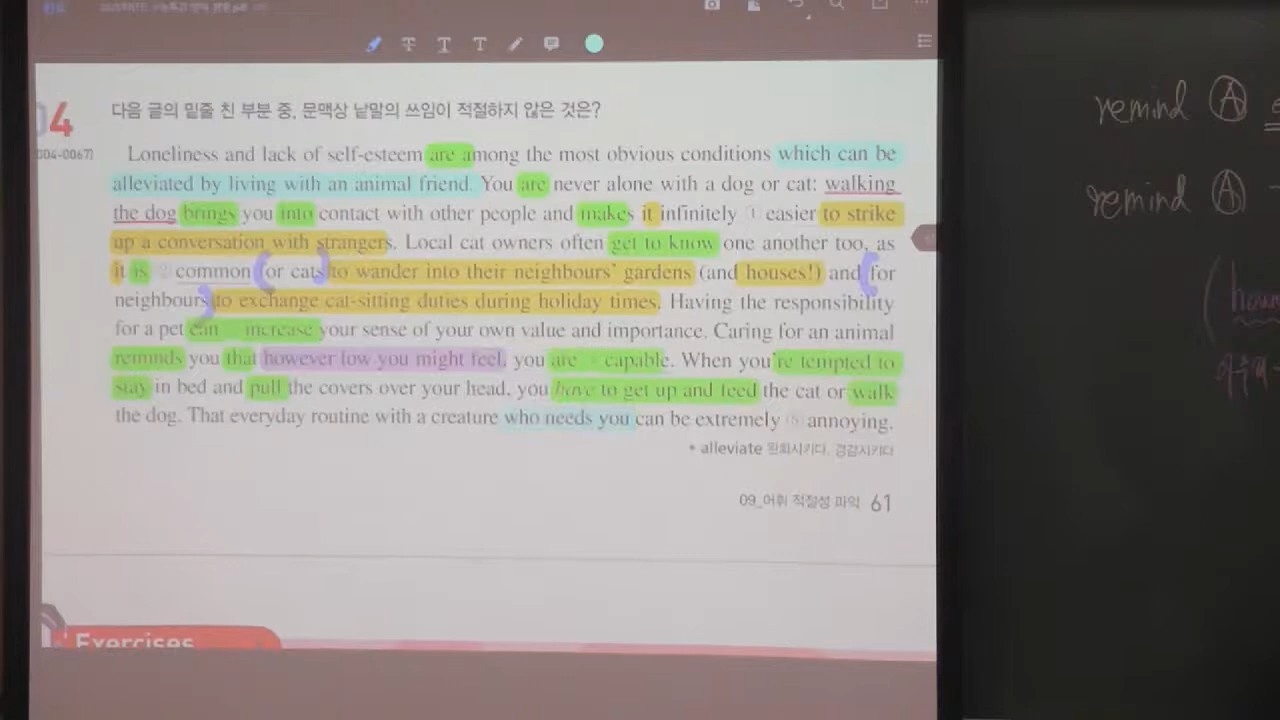 04
다음 글의 밑줄 친 부분 중, 문맥상 낱말의 쓰임이 적절하지 않은 것은?
004-0067)
Loneliness and lack of self-esteem are among the most obvious conditions which can be
alleviated by living with an animal friend. You are never alone with a dog or cat: walking
the dog brings you into contact with other people and makes it infinitely ① easier to strike
up a conversation with strangers. Local cat owners often get to know one another too, as
it is ② common for cats to wander into their neighbours' gardens (and houses!) and for
neighbours to exchange cat-sitting duties during holiday times. Having the responsibility
for a pet can increase your sense of your own value and importance. Caring for an animal
reminds you that however low you might feel, you are capable. When you're tempted to
stay in bed and pull the covers over your head, you have to get up and feed the cat or walk
the dog. That everyday routine with a creature who needs you can be extremely ⑤ annoying.
* alleviate 완화시키다, 경감시키다
09_어휘 적절성 파악 61
Exercises
remind Ⓐ
remind Ⓐ